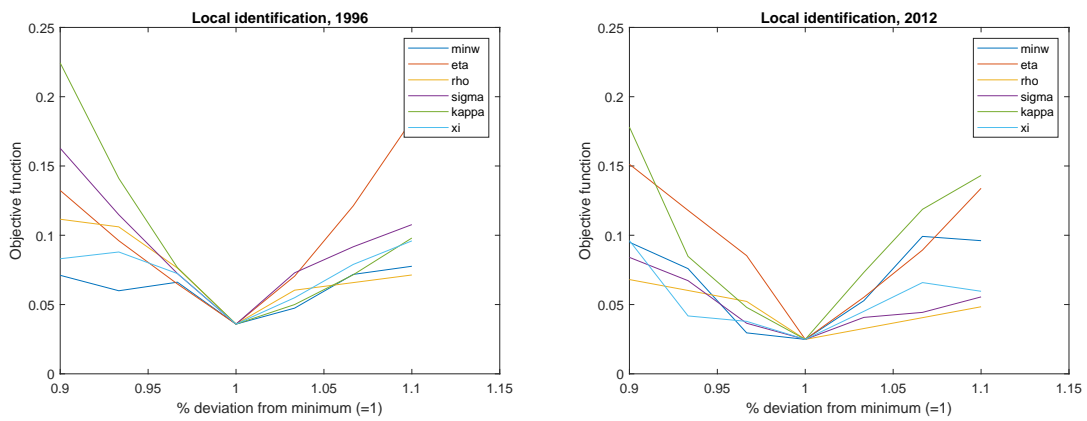 Local identification, 1996
0.25
0.2
0.15
0.1
0.05
0
Objective function
0.9
0.95
1
1.05
1.1
1.15
% deviation from minimum (=1)
minw
eta
rho
sigma
kappa
xi
Local identification, 2012
0.25
0.2
0.15
0.1
0.05
0
Objective function
0.9
0.95
1
1.05
1.1
1.15
% deviation from minimum (=1)
minw
eta
rho
sigma
kappa
xi